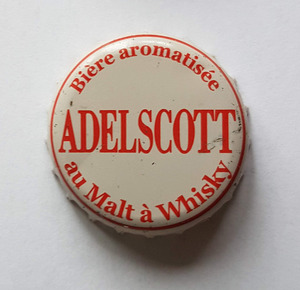 Bière aromatisée
ADELSCOTT
au Malt à Whisky